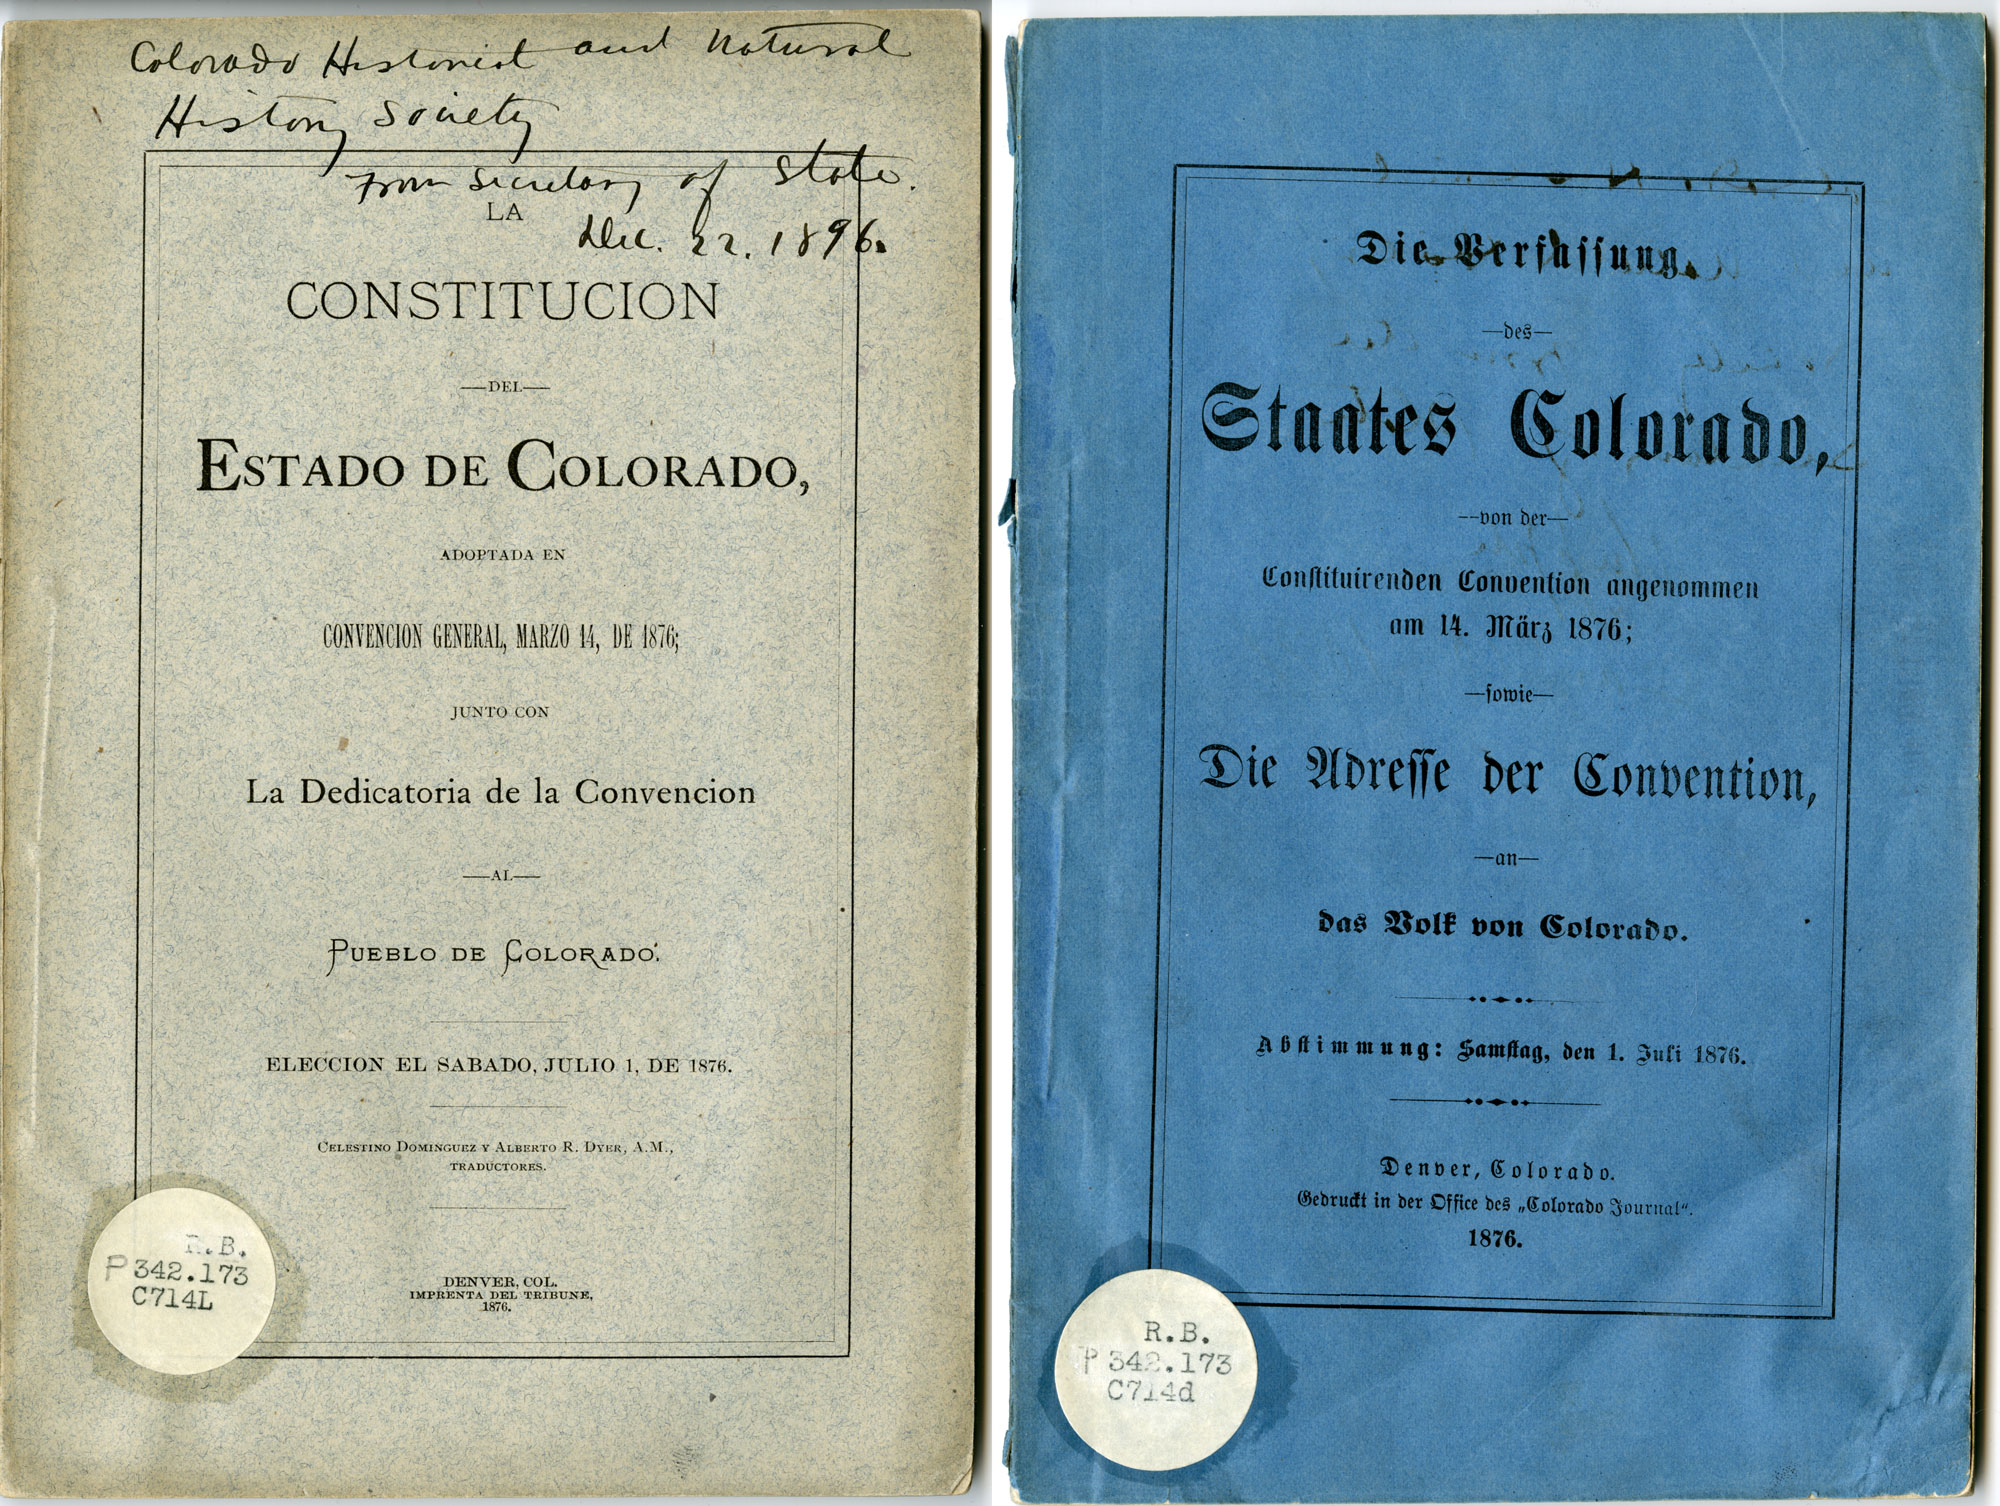 Colorado Historical and Natural
History Society
From Secretary of State.
Dec. 22. 1896.
LA
CONSTITUCION
—DEL—
ESTADO DE COLORADO,
ADOPTADA EN
CONVENCION GENERAL, MARZO 14, DE 1876;
JUNTO CON
La Dedicatoria de la Convencion
—AL—
PUEBLO DE COLORADO.
ELECCION EL SABADO, JULIO 1, DE 1876.
CELESTINO DOMINGUEZ Y ALBERTO R. DYER, A.M.,
TRADUCTORES.
DENVER, COL.
IMPRENTA DEL TRIBUNE,
1876.
R.B.
P 342.173
C714L
Die Verfassung
—des—
Staates Colorado,
—von der—
Constituirenden Convention angenommen
am 14. März 1876;
—sowie—
Die Adresse der Convention,
—an—
das Volk von Colorado.
Abstimmung: Samstag, den 1. Juli 1876.
Denver, Colorado.
Gedruckt in der Office des „Colorado Journal“.
1876.
R.B.
P 342.173
C714d